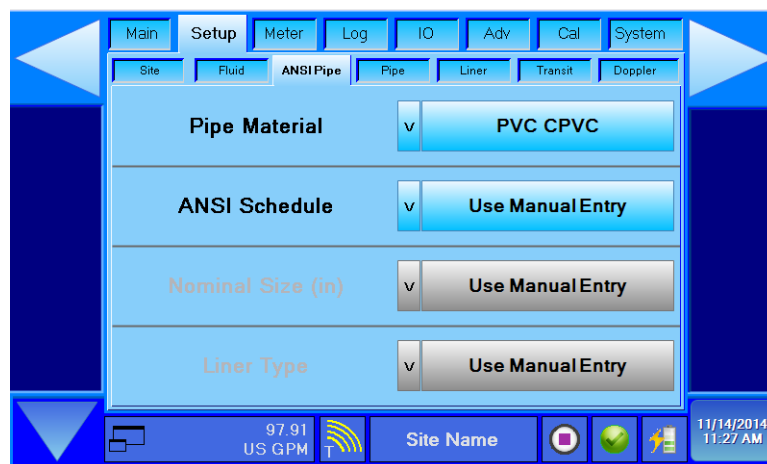 Main Setup Meter Log IO Adv Cal System
Site Fluid ANSI Pipe Pipe Liner Transit Doppler
Pipe Material v PVC CPVC
ANSI Schedule v Use Manual Entry
Nominal Size (in) v Use Manual Entry
Liner Type v Use Manual Entry
97.91
US GPM T Site Name
11/14/2014
11:27 AM